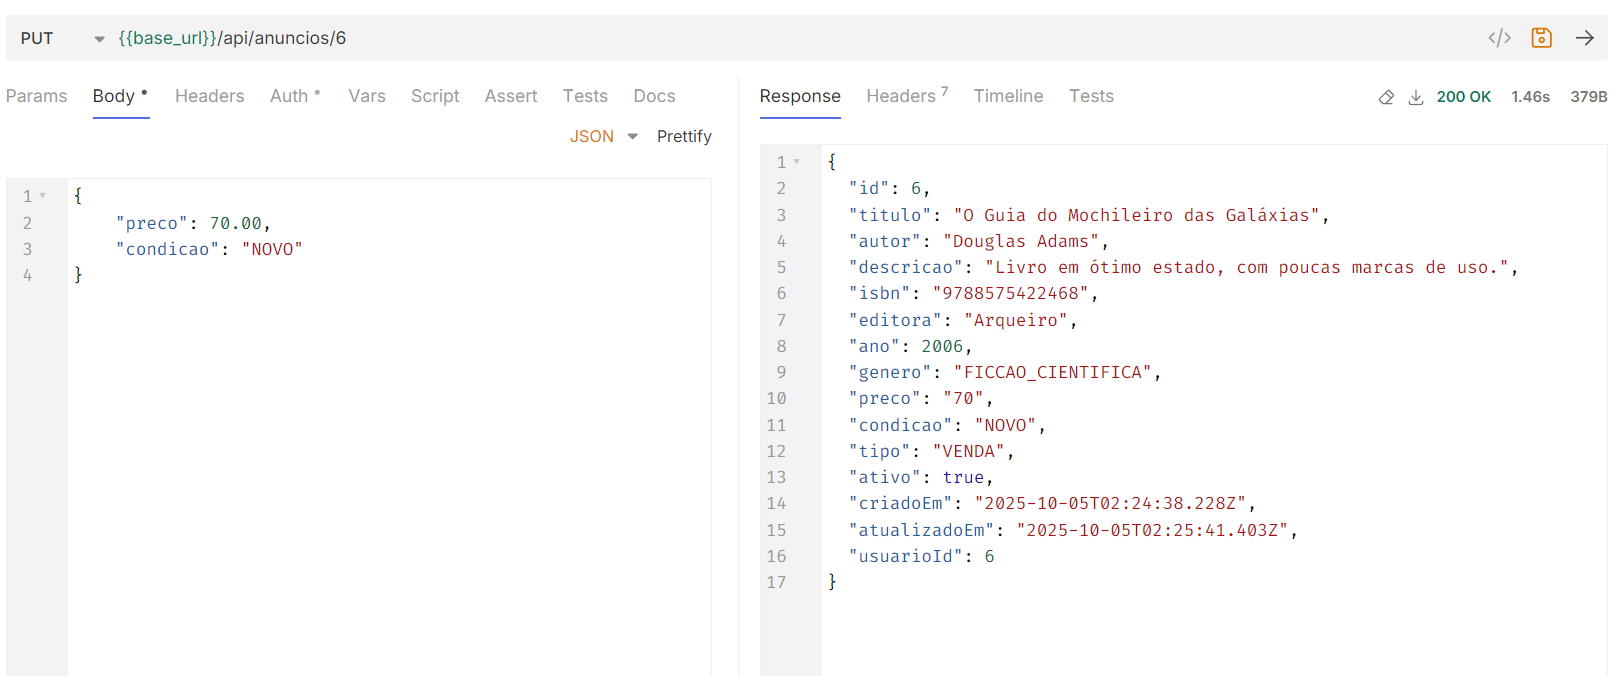 PUT {{base_url}}/api/anuncios/6
Params Body Headers Auth Vars Script Assert Tests Docs
JSON Prettify
1 {
2 "preco": 70.00,
3 "condicao": "NOVO"
4 }
Response Headers 7 Timeline Tests 200 OK 1.46s 379B
1 {
2 "id": 6,
3 "titulo": "O Guia do Mochileiro das Galáxias",
4 "autor": "Douglas Adams",
5 "descricao": "Livro em ótimo estado, com poucas marcas de uso.",
6 "isbn": "9788575422468",
7 "editora": "Arqueiro",
8 "ano": 2006,
9 "genero": "FICCAO_CIENTIFICA",
10 "preco": "70",
11 "condicao": "NOVO",
12 "tipo": "VENDA",
13 "ativo": true,
14 "criadoEm": "2025-10-05T02:24:38.228Z",
15 "atualizadoEm": "2025-10-05T02:25:41.403Z",
16 "usuarioId": 6
17 }